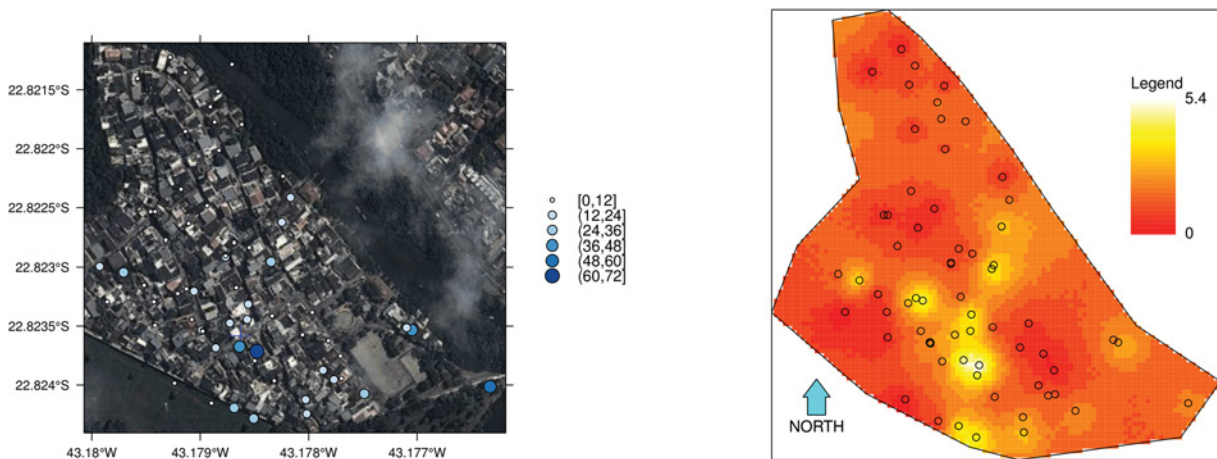 22.8215°S
22.822°S
22.8225°S
22.823°S
22.8235°S
22.824°S
43.18°W
43.179°W
43.178°W
43.177°W
[0,12]
(12,24]
(24,36]
(36,48]
(48,60]
(60,72]
Legend
5.4
0
NORTH